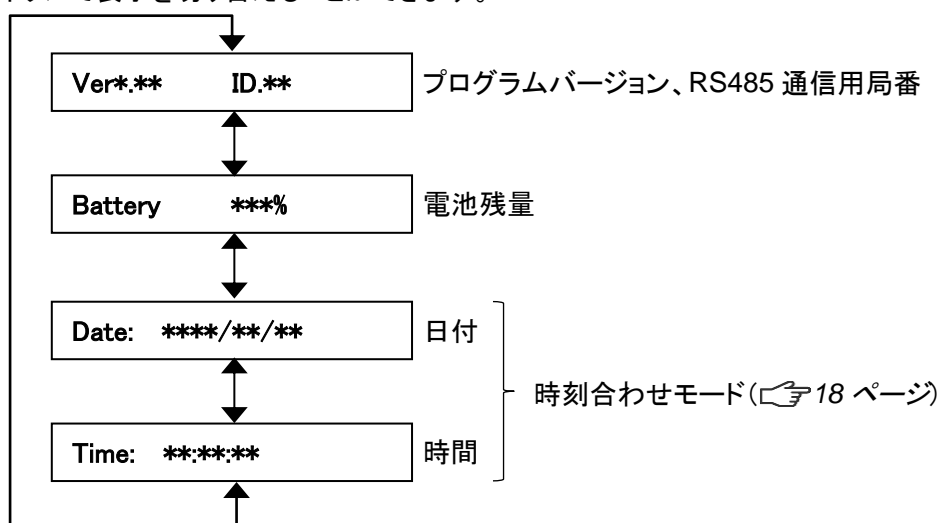 Ver*.** ID.** プログラムバージョン、RS485 通信用局番
Battery ***% 電池残量
Date: ****/**/** 日付
時刻合わせモード(☞18 ページ)
Time: **:**:** 時間